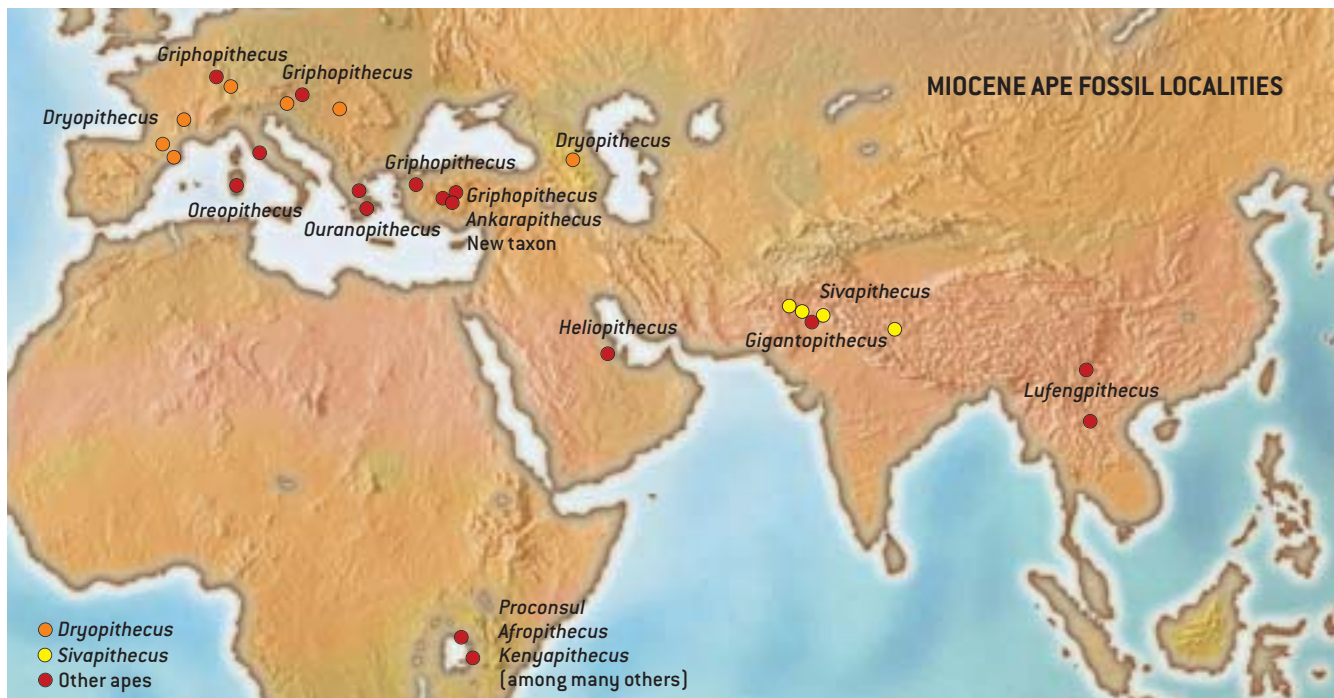 MIOCENE APE FOSSIL LOCALITIES
Griphopithecus
Griphopithecus
Dryopithecus
Dryopithecus
Griphopithecus
Griphopithecus
Ankarapithecus
New taxon
Oreopithecus
Ouranopithecus
Heliopithecus
Sivapithecus
Gigantopithecus
Lufengpithecus
Proconsul
Afropithecus
Kenyapithecus
(among many others)
Dryopithecus
Sivapithecus
Other apes